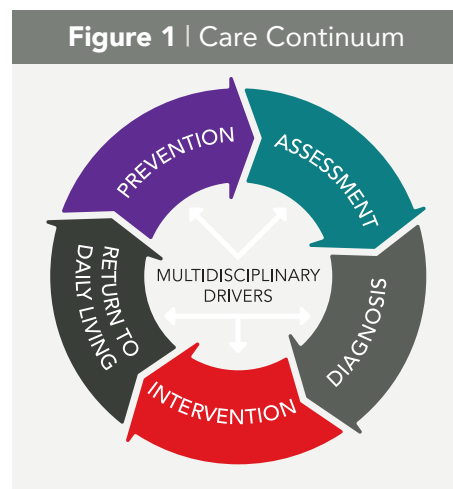 Figure 1 | Care Continuum
PREVENTION
ASSESSMENT
DIAGNOSIS
INTERVENTION
RETURN TO
DAILY LIVING
MULTIDISCIPLINARY
DRIVERS